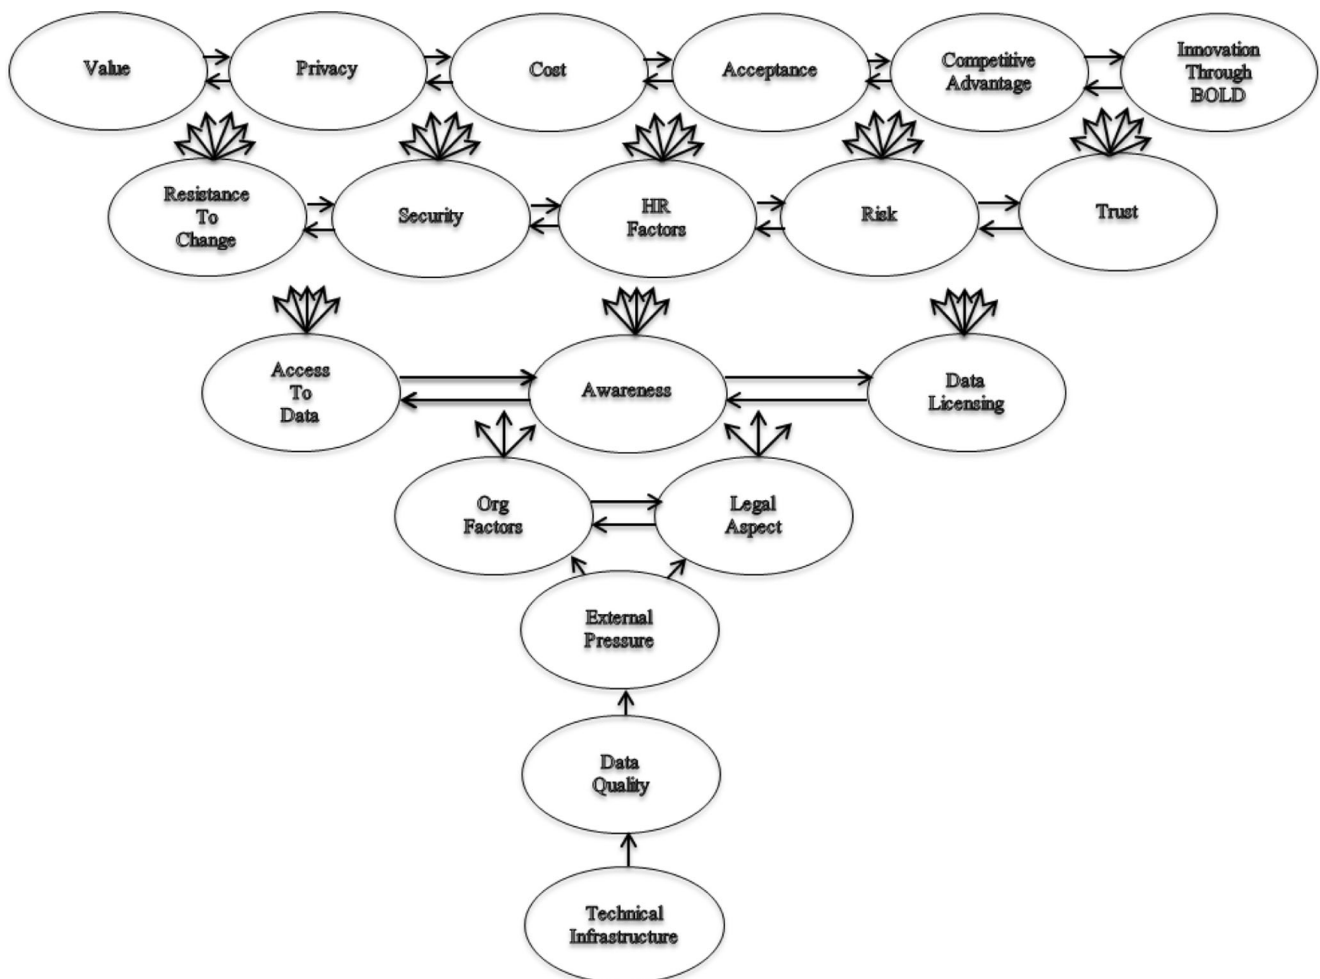 Value
Privacy
Cost
Acceptance
Competitive
Advantage
Innovation
Through
BOLD
Resistance
To
Change
Security
HR
Factors
Risk
Trust
Access
To
Data
Awareness
Data
Licensing
Org
Factors
Legal
Aspect
External
Pressure
Data
Quality
Technical
Infrastructure